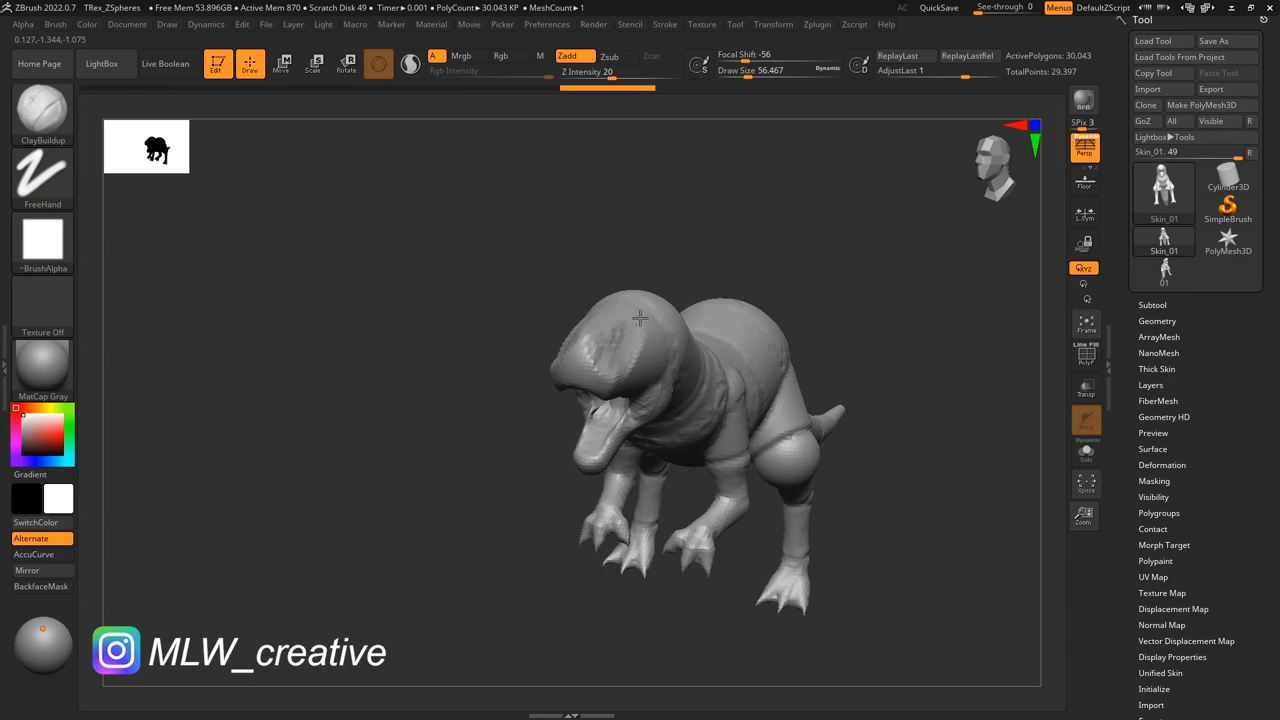 ZBrush 2022.0.7 TRex_ZSpheres • Free Mem 53.896GB • Active Mem 870 • Scratch Disk 49 • Timer▶0.001 • PolyCount▶30.043 KP • MeshCount▶1 AC QuickSave See-through 0 Menus DefaultZScript
Alpha Brush Color Document Draw Dynamics Edit File Layer Light Macro Marker Material Movie Picker Preferences Render Stencil Stroke Texture Tool Transform Zplugin Zscript Help
0.127,-1.344,-1.075
Home Page LightBox Live Boolean Edit Draw Move Scale Rotate A Mrgb Rgb M Zadd Zsub Zcut
Rgb Intensity Z Intensity 20
Focal Shift -56
Draw Size 56.467 Dynamic
S D
ReplayLast ReplayLastRel
AdjustLast 1
ActivePolygons: 30,043
TotalPoints: 29,397
ClayBuildup
FreeHand
~BrushAlpha
Texture Off
MatCap Gray
Gradient
SwitchColor
Alternate
AccuCurve
Mirror
BackfaceMask
MLW_creative
BPR
SPix 3
Dynamic
Persp
Floor
L.Sym
XYZ
Frame
Line Fill
PolyF
Transp
Dynamic
Solo
Xpose
Zoom
Tool
Load Tool Save As
Load Tools From Project
Copy Tool Paste Tool
Import Export
Clone Make PolyMesh3D
GoZ All Visible R
Lightbox▶Tools
Skin_01. 49 R
Skin_01 Cylinder3D
SimpleBrush
Skin_01 PolyMesh3D
01
Subtool
Geometry
ArrayMesh
NanoMesh
Thick Skin
Layers
FiberMesh
Geometry HD
Preview
Surface
Deformation
Masking
Visibility
Polygroups
Contact
Morph Target
Polypaint
UV Map
Texture Map
Displacement Map
Normal Map
Vector Displacement Map
Display Properties
Unified Skin
Initialize
Import